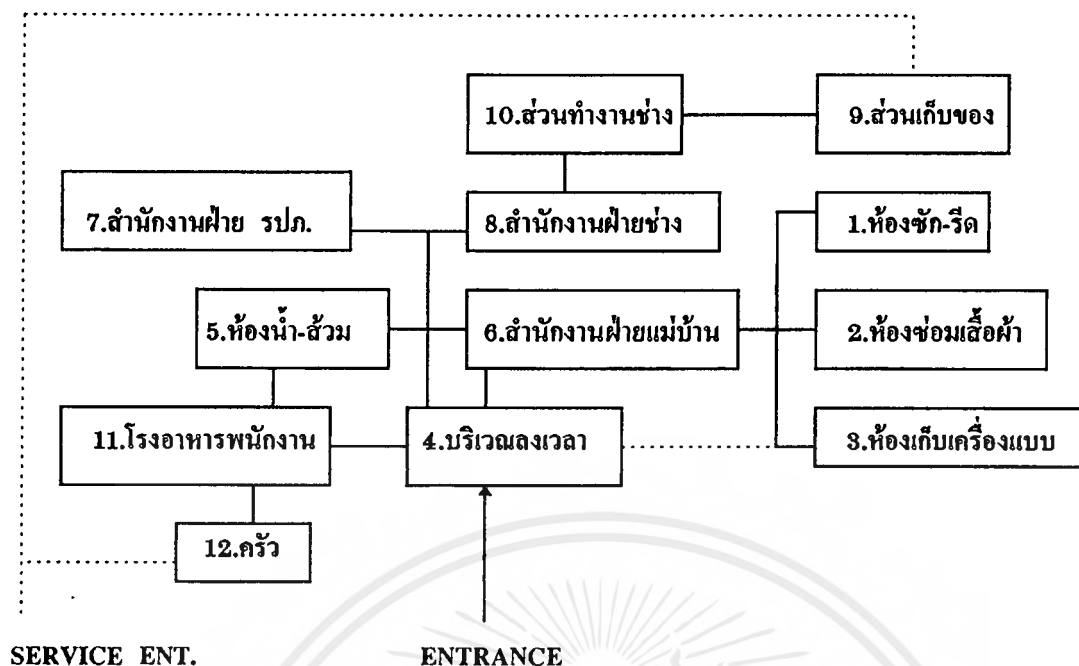 10.ส่วนทำงานช่าง
9.ส่วนเก็บของ
7.สำนักงานฝ่าย รปภ.
8.สำนักงานฝ่ายช่าง
1.ห้องซัก-รีด
5.ห้องน้ำ-ส้วม
6.สำนักงานฝ่ายแม่บ้าน
2.ห้องซ่อมเสื้อผ้า
11.โรงอาหารพนักงาน
4.บริเวณลงเวลา
3.ห้องเก็บเครื่องแบบ
12.ครัว
SERVICE ENT.
ENTRANCE